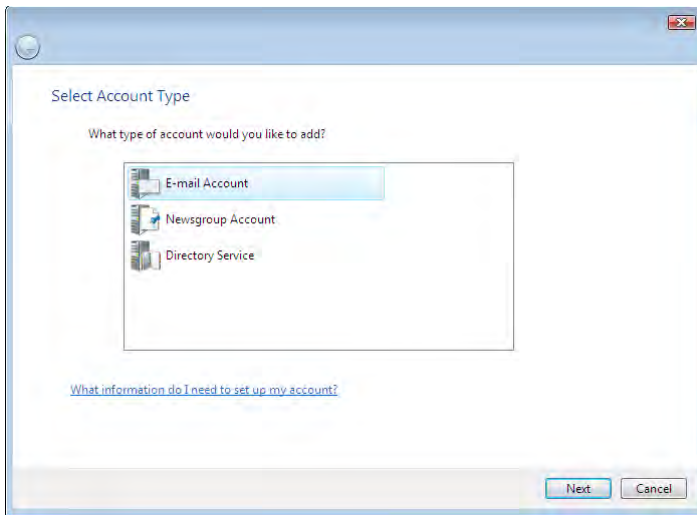 Select Account Type
What type of account would you like to add?
E-mail Account
Newsgroup Account
Directory Service
What information do I need to set up my account?
Next
Cancel